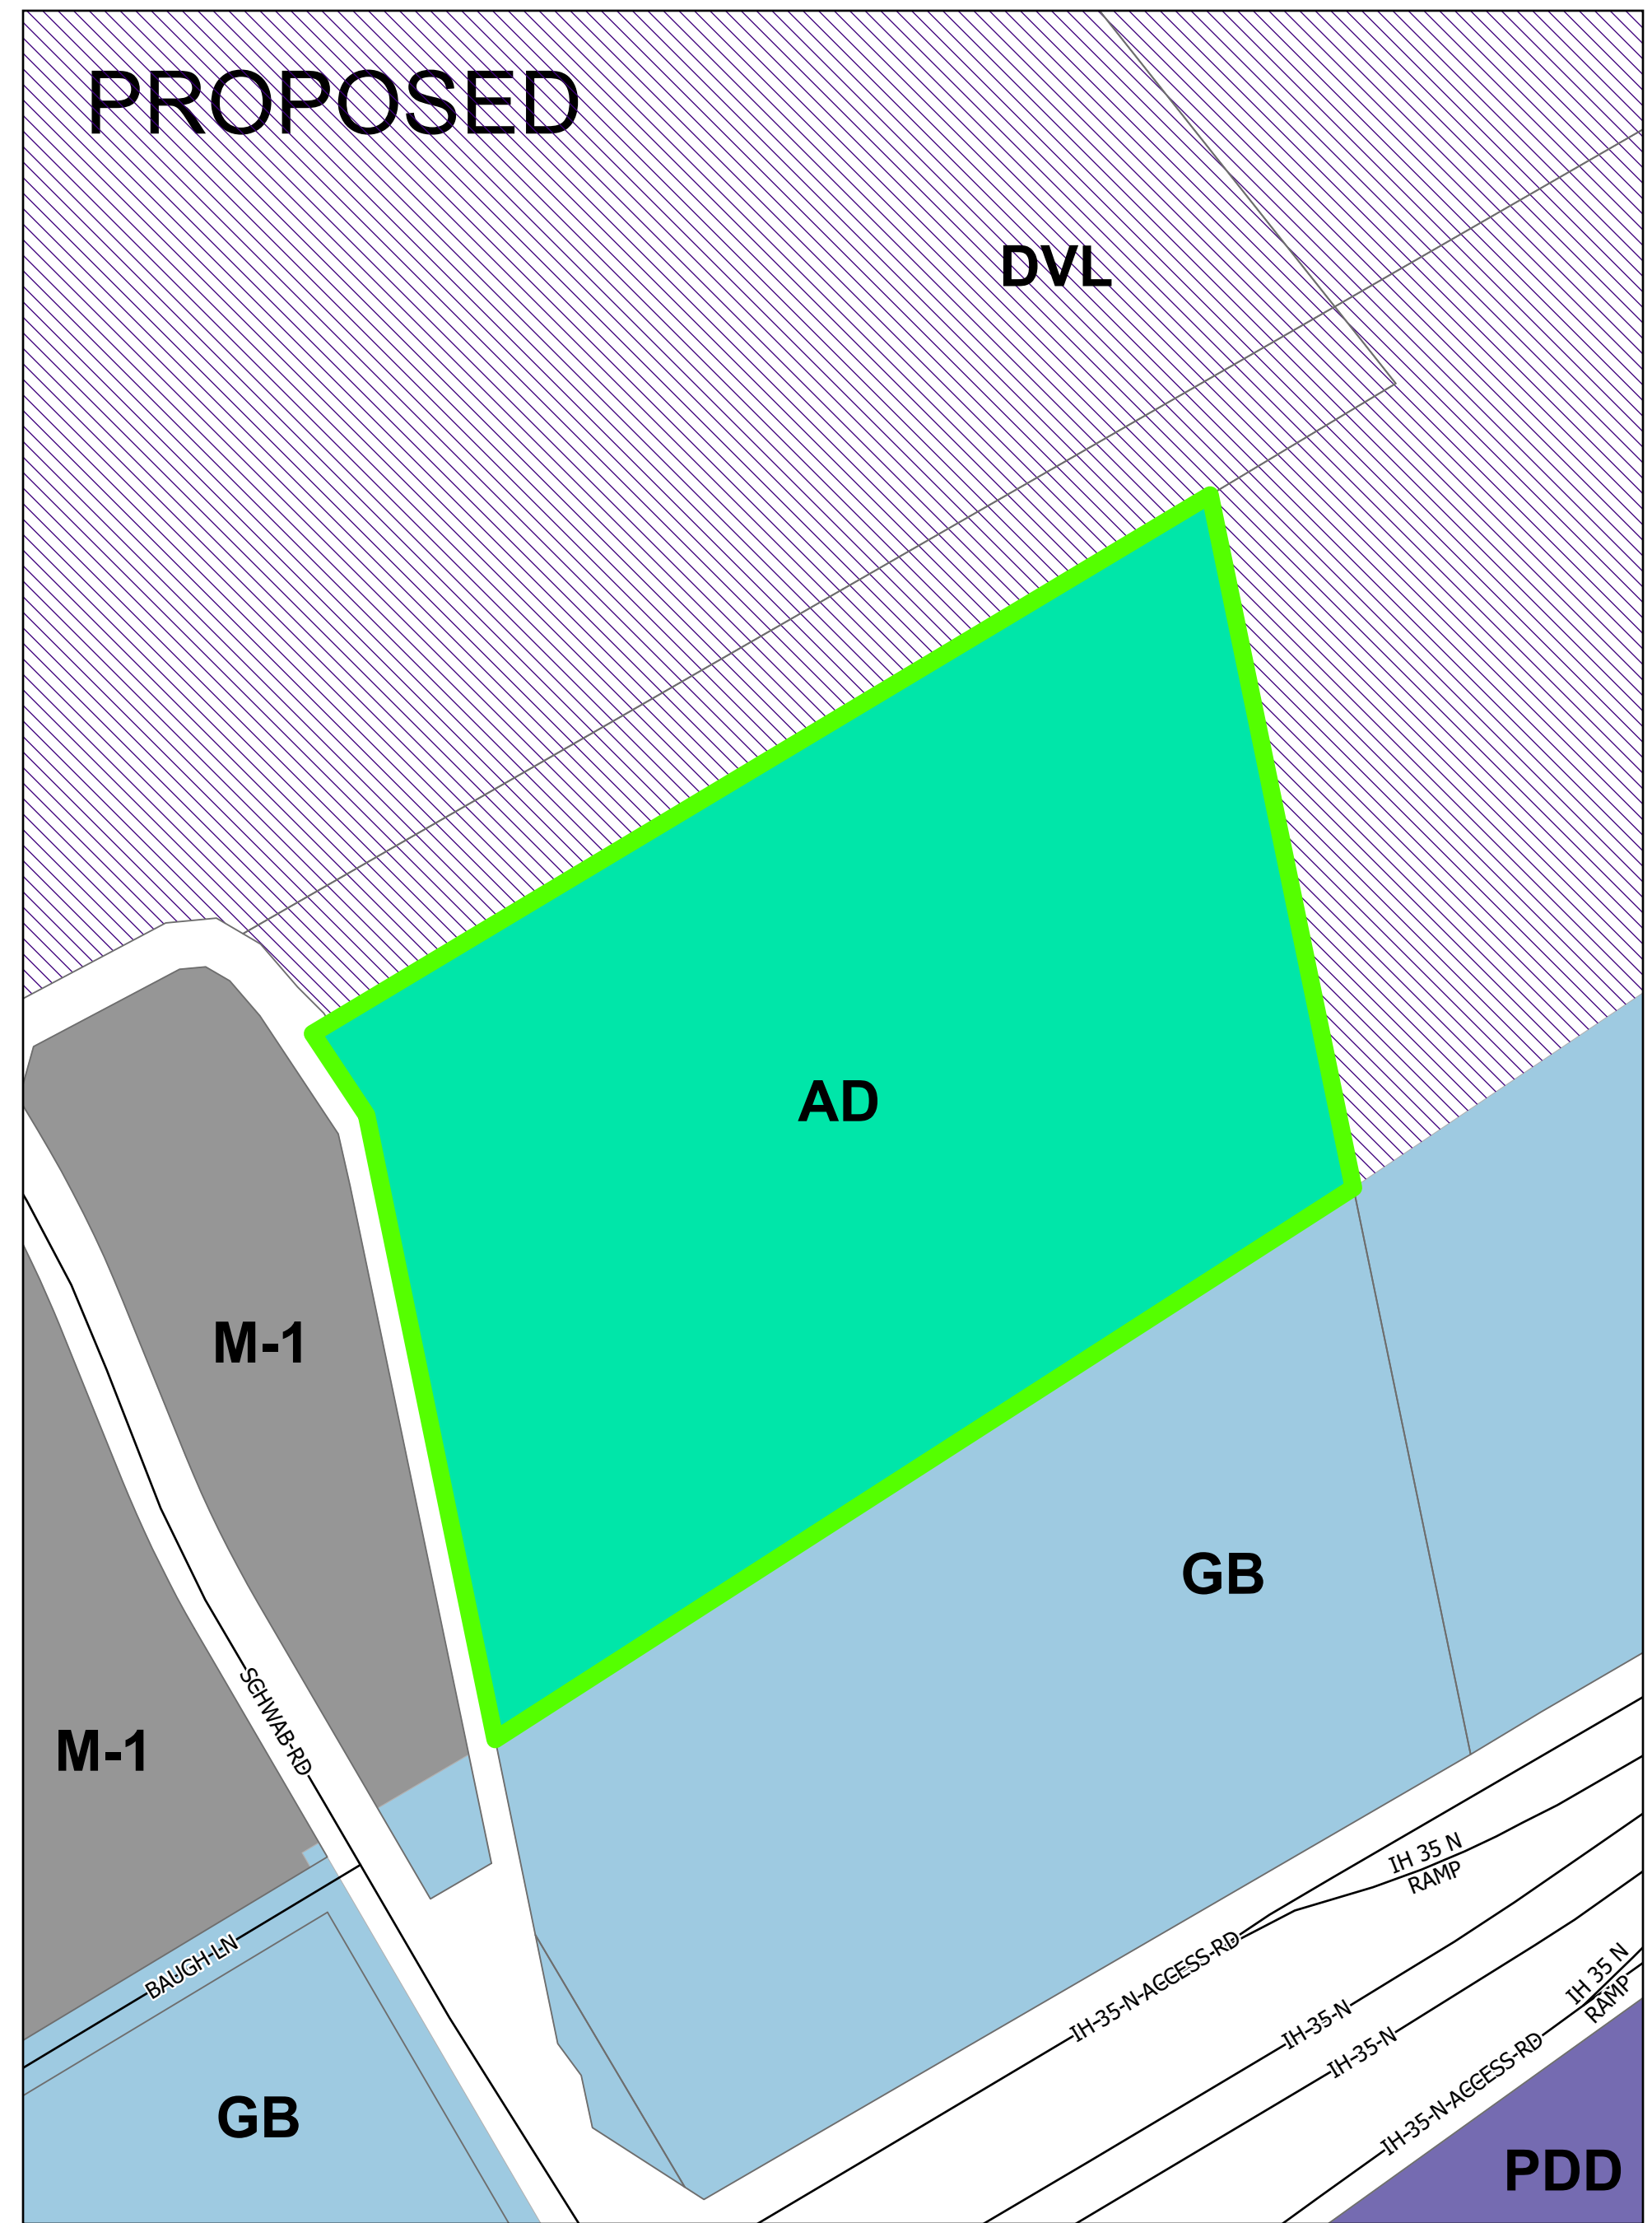 PROPOSED
DVL
AD
M-1
GB
M-1
SCHWAB-RD
IH 35 N
RAMP
IH-35-N-ACCESS-RD
BAUGH-LN
IH 35 N
RAMP
IH-35-N
IH-35-N
IH-35-N-ACCESS-RD
GB
PDD